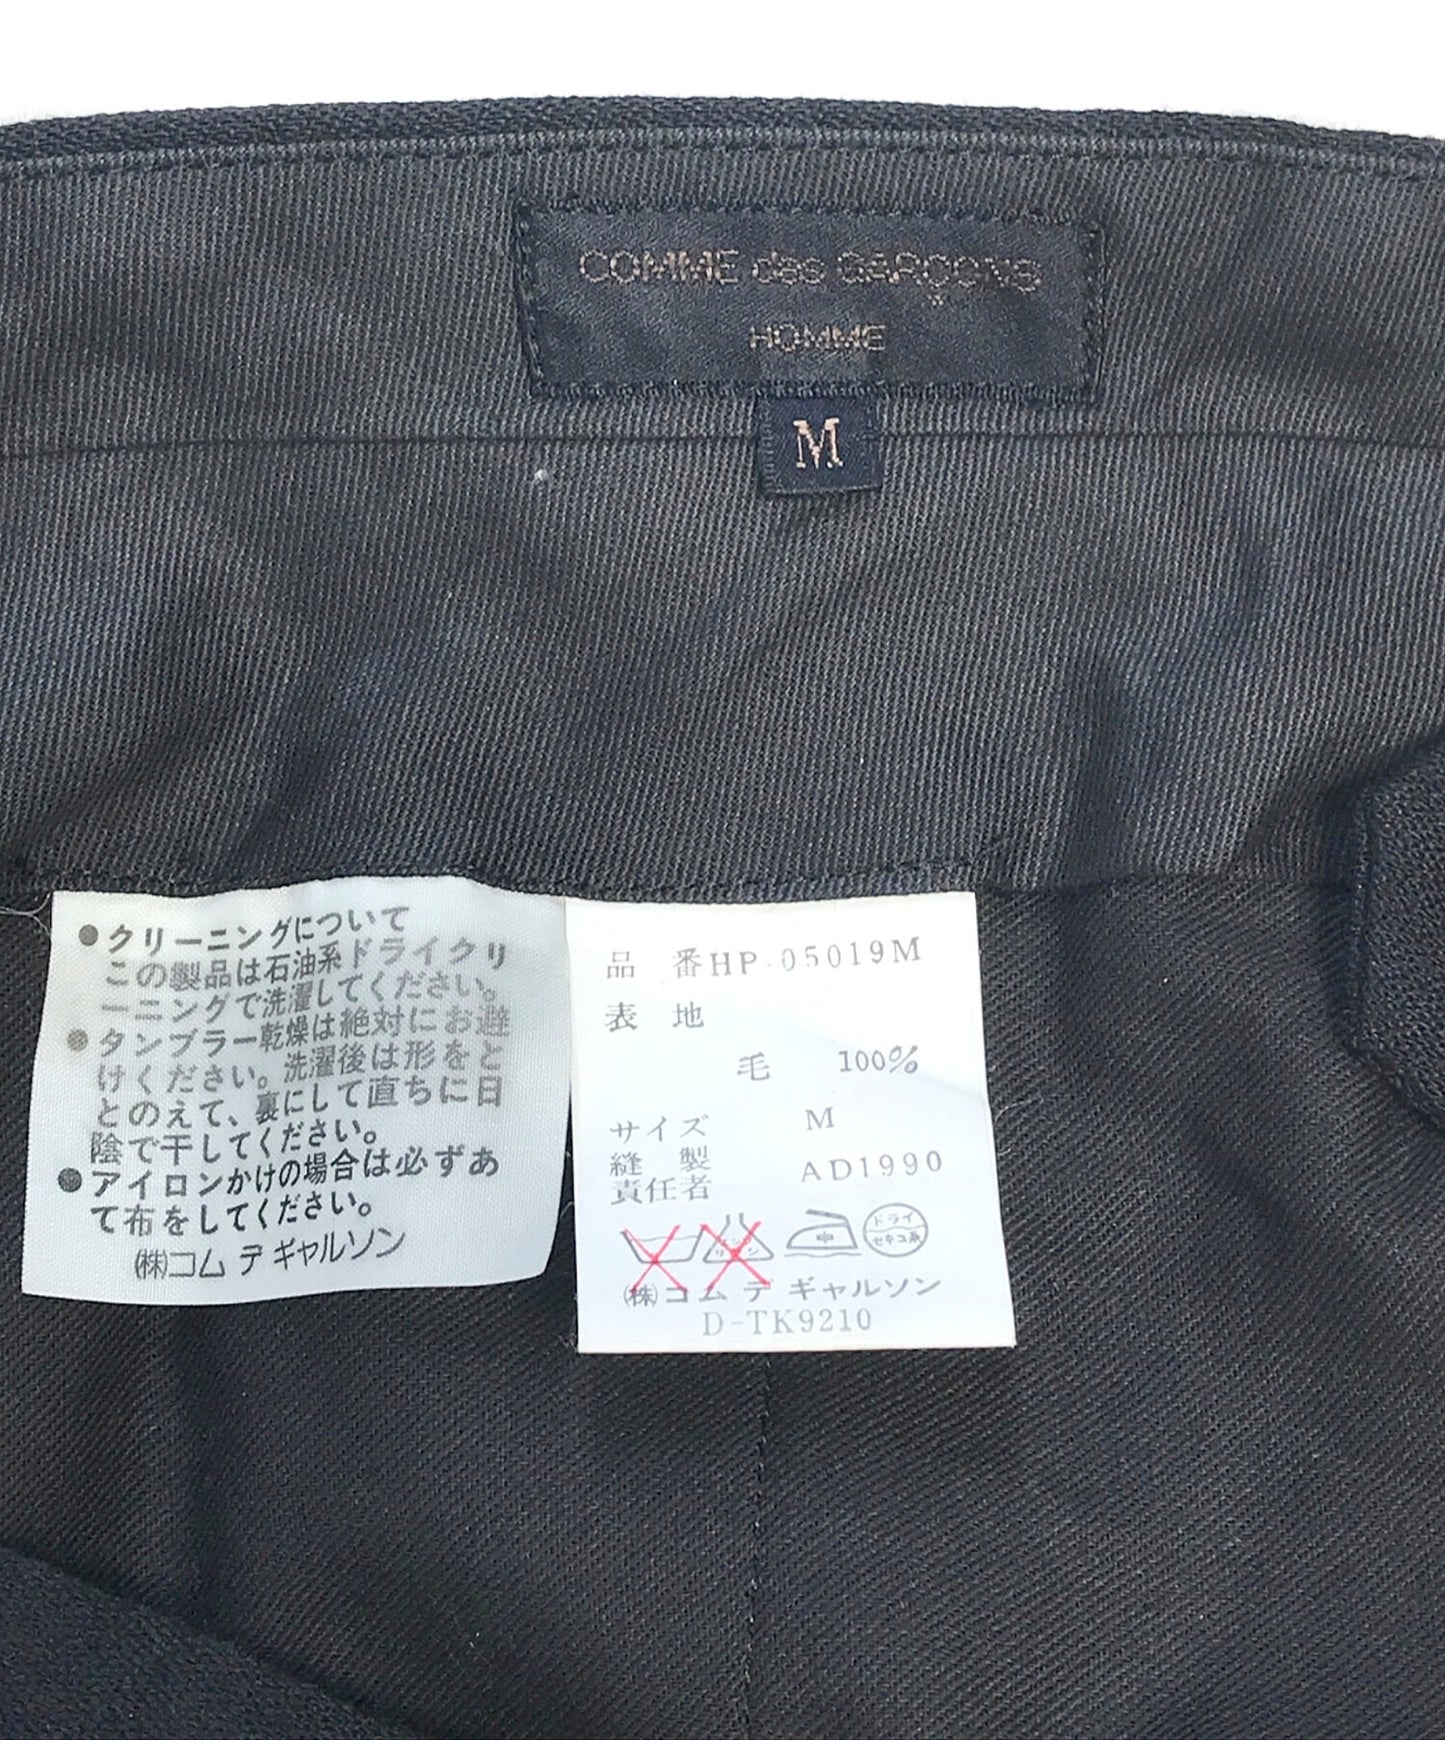 COMME des GARÇONS
HOMME
M
●クリーニングについて
この製品は石油系ドライクリ
ーニングで洗濯してください。
●タンブラー乾燥は絶対にお避
けください。洗濯後は形をと
とのえて、裏にして直ちに日
陰で干してください。
●アイロンかけの場合は必ずあ
て布をしてください。
㈱コム デ ギャルソン
品 番 HP-05019M
表 地
毛 100%
サイズ M
縫 製 AD1990
責任者
中
ドライ
セキユ系
㈱コム デ ギャルソン
D-TK9210